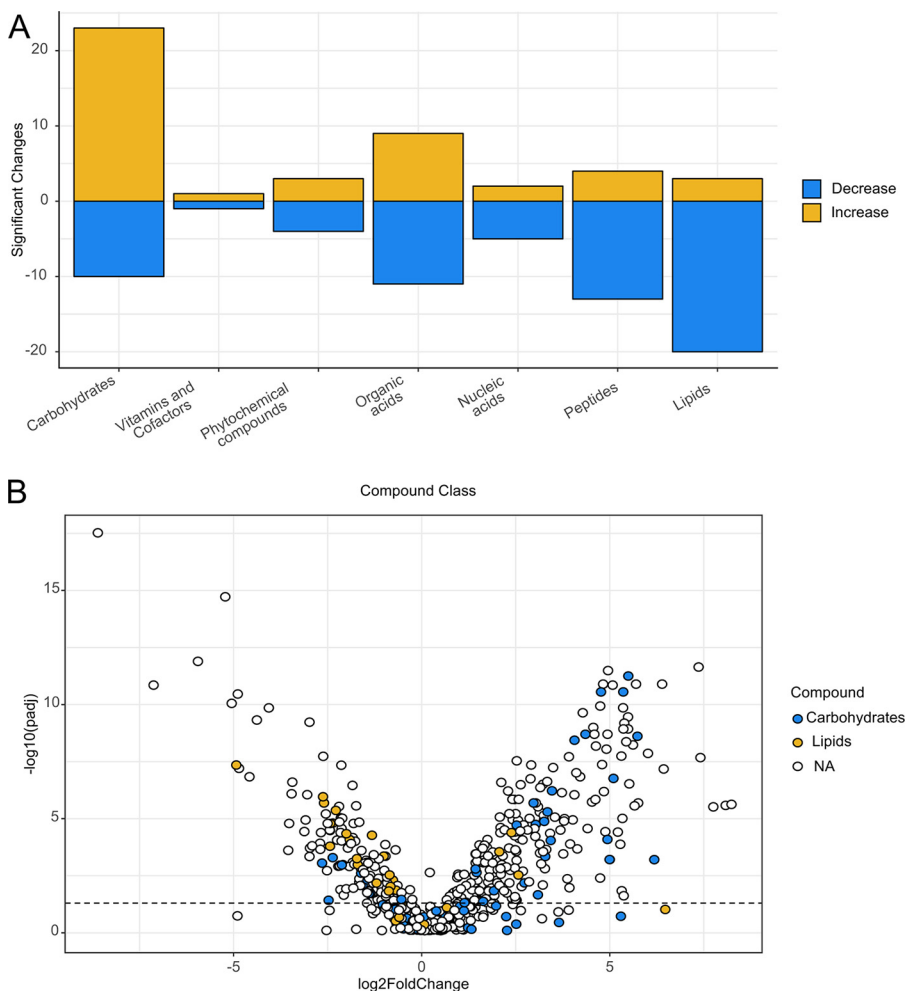 A
Significant Changes
20
10
0
-10
-20
Carbohydrates
Vitamins and
Cofactors
Phytochemical
compounds
Organic
acids
Nucleic
acids
Peptides
Lipids
Decrease
Increase
B
Compound Class
-log10(padj)
15
10
5
0
-5
0
5
log2FoldChange
Compound
Carbohydrates
Lipids
NA